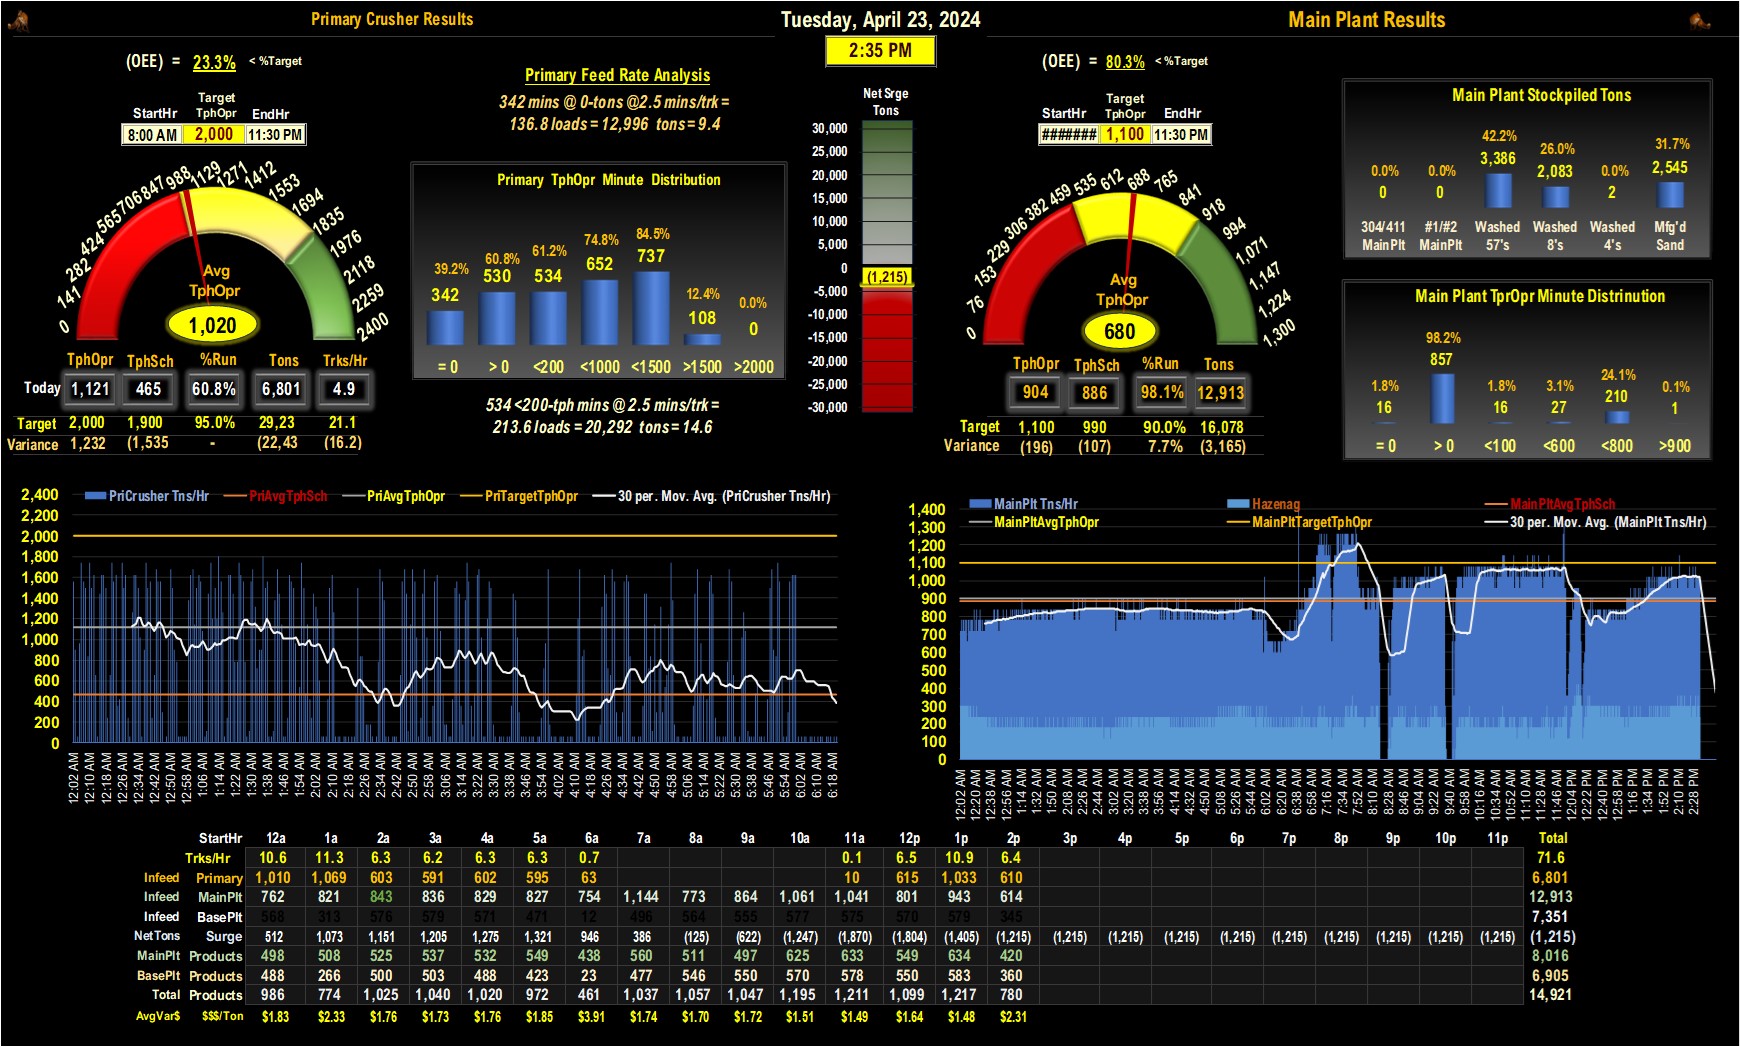 Primary Crusher Results
Tuesday, April 23, 2024
Main Plant Results
2:35 PM
(OEE) = 23.3% < %Target
Target
StartHr TphOpr EndHr
8:00 AM 2,000 11:30 PM
0 141 282 424 565 706 847 988 1129 1271 1412 1553 1694 1835 1976 2118 2259 2400
Avg
TphOpr
1,020
TphOpr TphSch %Run Tons Trks/Hr
Today 1,121 465 60.8% 6,801 4.9
Target 2,000 1,900 95.0% 29,23 21.1
Variance 1,232 (1,535 - (22,43 (16.2)
Primary Feed Rate Analysis
342 mins @ 0-tons @2.5 mins/trk =
136.8 loads = 12,996 tons = 9.4
Primary TphOpr Minute Distribution
39.2% 60.8% 61.2% 74.8% 84.5% 12.4% 0.0%
342 530 534 652 737 108 0
= 0 > 0 <200 <1000 <1500 >1500 >2000
534 <200-tph mins @ 2.5 mins/trk =
213.6 loads = 20,292 tons = 14.6
Net Srge
Tons
30,000
25,000
20,000
15,000
10,000
5,000
0
(1,215)
-5,000
-10,000
-15,000
-20,000
-25,000
-30,000
(OEE) = 80.3% < %Target
Target
StartHr TphOpr EndHr
####### 1,100 11:30 PM
0 76 153 229 306 382 459 535 612 688 765 841 918 994 1,071 1,147 1,224 1,300
Avg
TphOpr
680
TphOpr TphSch %Run Tons
904 886 98.1% 12,913
Target 1,100 990 90.0% 16,078
Variance (196) (107) 7.7% (3,165)
Main Plant Stockpiled Tons
0.0% 0.0% 42.2% 26.0% 0.0% 31.7%
0 0 3,386 2,083 2 2,545
304/411 #1/#2 Washed Washed Washed Mfg'd
MainPlt MainPlt 57's 8's 4's Sand
Main Plant TprOpr Minute Distrinution
1.8% 98.2% 1.8% 3.1% 24.1% 0.1%
16 857 16 27 210 1
= 0 > 0 <100 <600 <800 >900
PriCrusher Tns/Hr PriAvgTphSch PriAvgTphOpr PriTargetTphOpr 30 per. Mov. Avg. (PriCrusher Tns/Hr)
2,400
2,200
2,000
1,800
1,600
1,400
1,200
1,000
800
600
400
200
0
12:02 AM 12:10 AM 12:18 AM 12:26 AM 12:34 AM 12:42 AM 12:50 AM 12:58 AM 1:06 AM 1:14 AM 1:22 AM 1:30 AM 1:38 AM 1:46 AM 1:54 AM 2:02 AM 2:10 AM 2:18 AM 2:26 AM 2:34 AM 2:42 AM 2:50 AM 2:58 AM 3:06 AM 3:14 AM 3:22 AM 3:30 AM 3:38 AM 3:46 AM 3:54 AM 4:02 AM 4:10 AM 4:18 AM 4:26 AM 4:34 AM 4:42 AM 4:50 AM 4:58 AM 5:06 AM 5:14 AM 5:22 AM 5:30 AM 5:38 AM 5:46 AM 5:54 AM 6:02 AM 6:10 AM 6:18 AM
MainPlt Tns/Hr Hazenag MainPltAvgTphSch
MainPltAvgTphOpr MainPltTargetTphOpr 30 per. Mov. Avg. (MainPlt Tns/Hr)
1,400
1,300
1,200
1,100
1,000
900
800
700
600
500
400
300
200
100
0
12:02 AM 12:20 AM 12:38 AM 12:56 AM 1:14 AM 1:32 AM 1:50 AM 2:08 AM 2:26 AM 2:44 AM 3:02 AM 3:20 AM 3:38 AM 3:56 AM 4:14 AM 4:32 AM 4:50 AM 5:08 AM 5:26 AM 5:44 AM 6:02 AM 6:20 AM 6:38 AM 6:58 AM 7:16 AM 7:34 AM 7:52 AM 8:10 AM 8:28 AM 8:46 AM 9:04 AM 9:22 AM 9:40 AM 9:58 AM 10:16 AM 10:34 AM 10:52 AM 11:10 AM 11:28 AM 11:46 AM 12:04 PM 12:22 PM 12:40 PM 12:58 PM 1:16 PM 1:34 PM 1:52 PM 2:10 PM 2:28 PM
StartHr 12a 1a 2a 3a 4a 5a 6a 7a 8a 9a 10a 11a 12p 1p 2p 3p 4p 5p 6p 7p 8p 9p 10p 11p Total
Trks/Hr 10.6 11.3 6.3 6.2 6.3 6.3 0.7 0.1 6.5 10.9 6.4 71.6
Infeed Primary 1,010 1,069 603 591 602 595 63 10 615 1,033 610 6,801
Infeed MainPlt 762 821 843 836 829 827 754 1,144 773 864 1,061 1,041 801 943 614 12,913
Infeed BasePlt 568 313 576 579 571 471 12 496 564 555 577 575 570 579 345 7,351
NetTons Surge 512 1,073 1,151 1,205 1,275 1,321 946 386 (125) (622) (1,247) (1,870) (1,804) (1,405) (1,215) (1,215) (1,215) (1,215) (1,215) (1,215) (1,215) (1,215) (1,215) (1,215) (1,215)
MainPlt Products 498 508 525 537 532 549 438 560 511 497 625 633 549 634 420 8,016
BasePlt Products 488 266 500 503 488 423 23 477 546 550 570 578 550 583 360 6,905
Total Products 986 774 1,025 1,040 1,020 972 461 1,037 1,057 1,047 1,195 1,211 1,099 1,217 780 14,921
AvgVar$ $$$/Ton $1.83 $2.33 $1.76 $1.73 $1.76 $1.85 $3.91 $1.74 $1.70 $1.72 $1.51 $1.49 $1.64 $1.48 $2.31